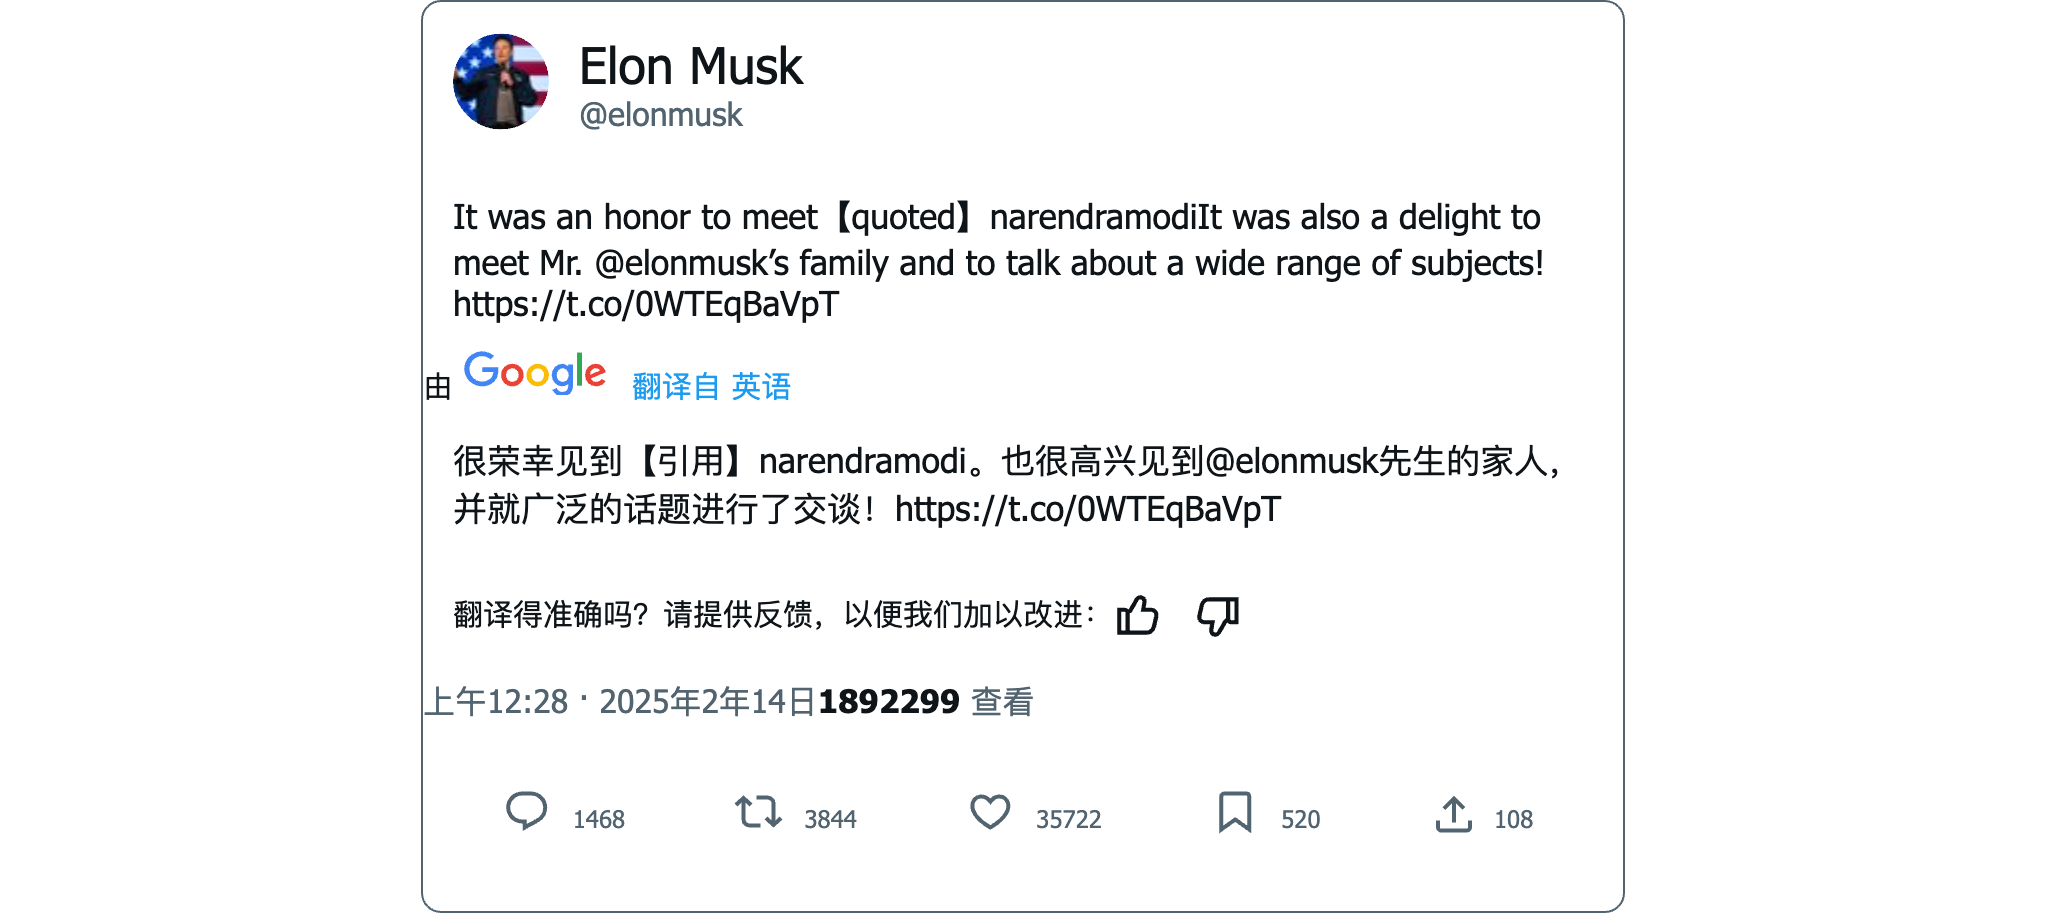 Elon Musk
@elonmusk
It was an honor to meet【quoted】narendramodiIt was also a delight to
meet Mr. @elonmusk’s family and to talk about a wide range of subjects!
https://t.co/0WTEqBaVpT
由 Google 翻译自 英语
很荣幸见到【引用】narendramodi。也很高兴见到@elonmusk先生的家人，
并就广泛的话题进行了交谈！https://t.co/0WTEqBaVpT
翻译得准确吗？请提供反馈，以便我们加以改进：
上午12:28 · 2025年2年14日1892299 查看
1468 3844 35722 520 108